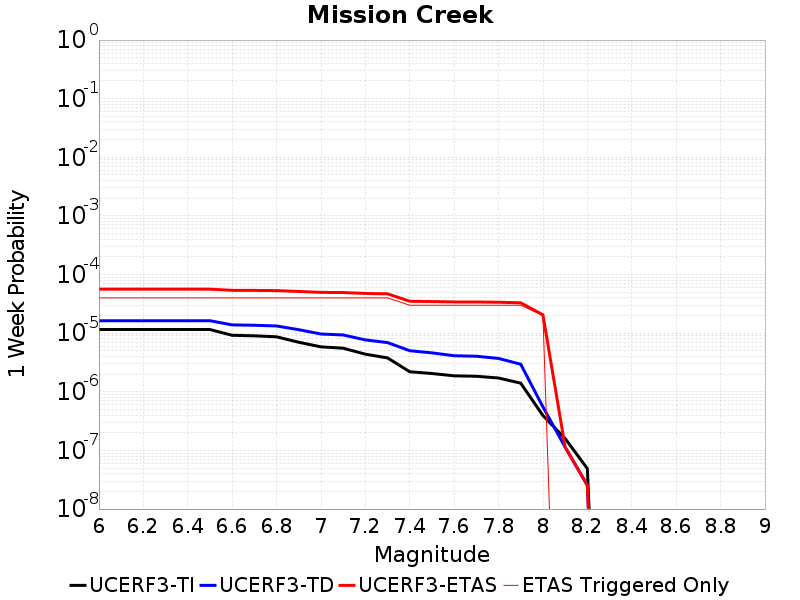 Mission Creek
1 Week Probability
10^0
10^-1
10^-2
10^-3
10^-4
10^-5
10^-6
10^-7
10^-8
6 6.2 6.4 6.6 6.8 7 7.2 7.4 7.6 7.8 8 8.2 8.4 8.6 8.8 9
Magnitude
UCERF3-TI UCERF3-TD UCERF3-ETAS ETAS Triggered Only